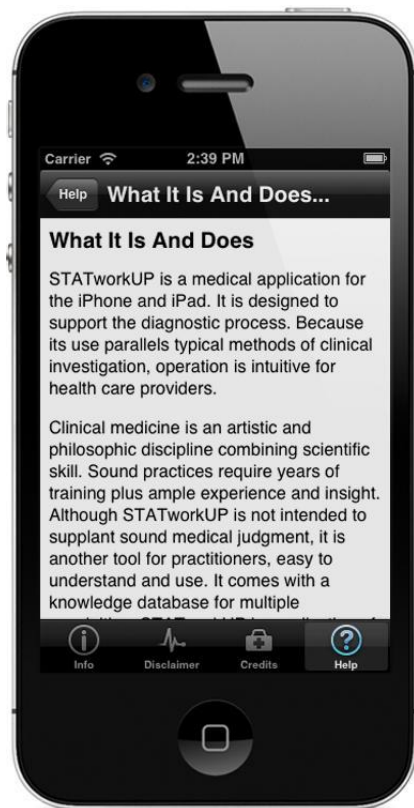 Carrier 2:39 PM
Help What It Is And Does...
What It Is And Does
STATworkUP is a medical application for
the iPhone and iPad. It is designed to
support the diagnostic process. Because
its use parallels typical methods of clinical
investigation, operation is intuitive for
health care providers.
Clinical medicine is an artistic and
philosophic discipline combining scientific
skill. Sound practices require years of
training plus ample experience and insight.
Although STATworkUP is not intended to
supplant sound medical judgment, it is
another tool for practitioners, easy to
understand and use. It comes with a
knowledge database for multiple
Info Disclaimer Credits Help